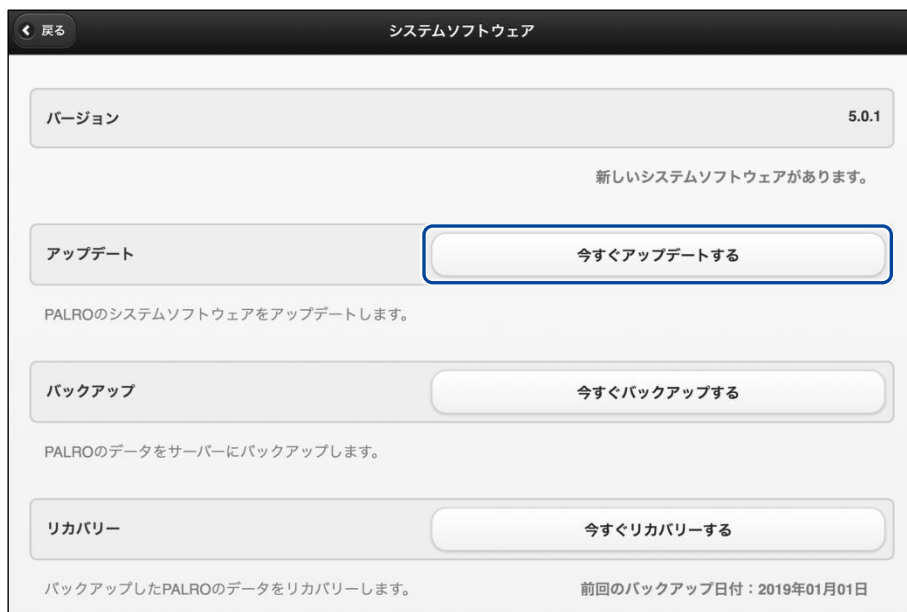 戻る
システムソフトウェア
バージョン
5.0.1
新しいシステムソフトウェアがあります。
アップデート
今すぐアップデートする
PALROのシステムソフトウェアをアップデートします。
バックアップ
今すぐバックアップする
PALROのデータをサーバーにバックアップします。
リカバリー
今すぐリカバリーする
バックアップしたPALROのデータをリカバリーします。
前回のバックアップ日付：2019年01月01日